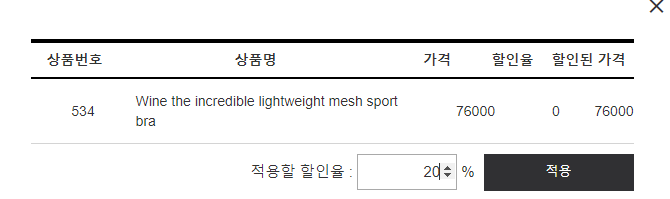 상품번호 상품명 가격 할인율 할인된 가격
534 Wine the incredible lightweight mesh sport bra 76000 0 76000
적용할 할인율 : 20 % 적용